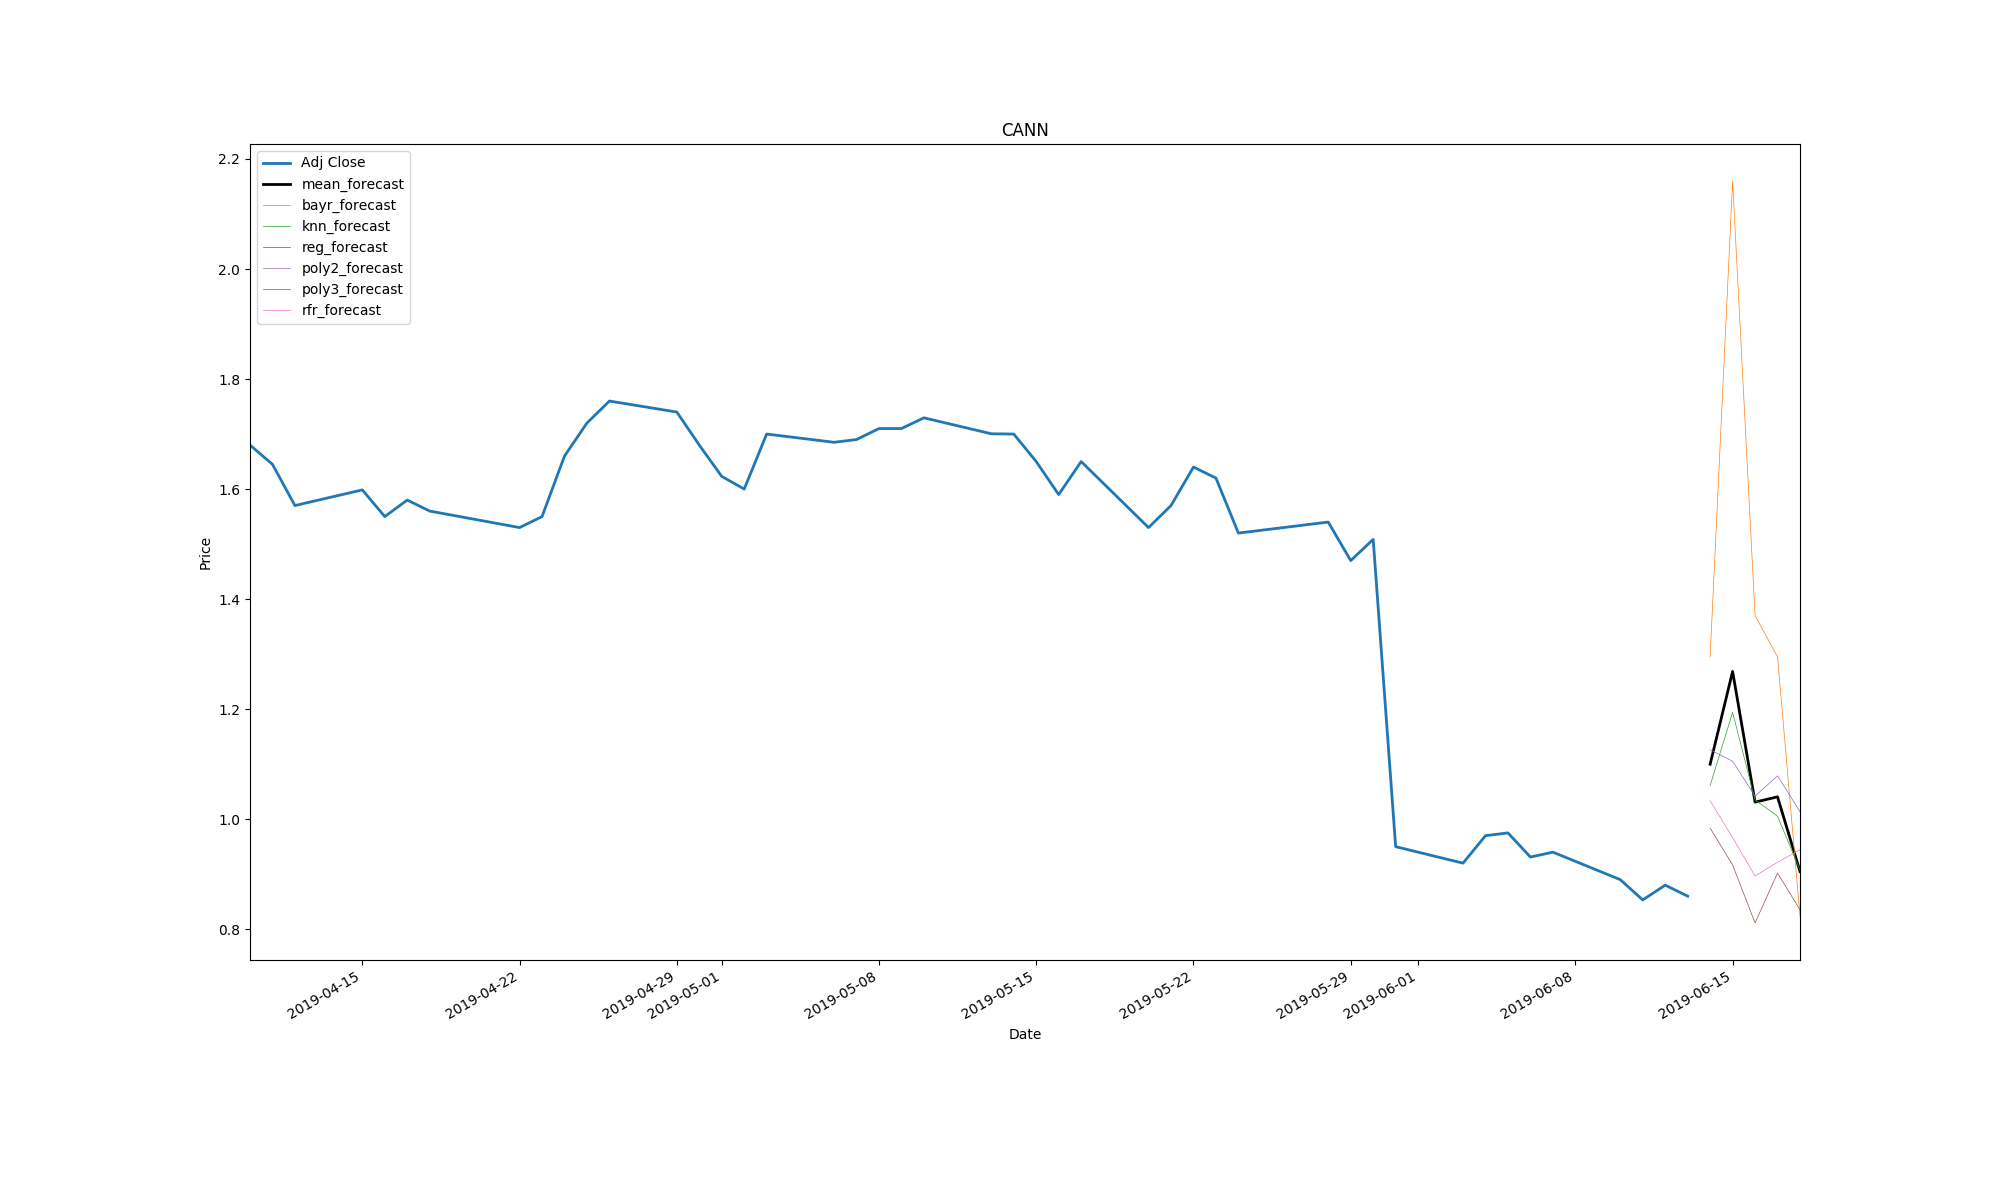 CANN
Adj Close
mean_forecast
bayr_forecast
knn_forecast
reg_forecast
poly2_forecast
poly3_forecast
rfr_forecast
2.2
2.0
1.8
1.6
1.4
1.2
1.0
0.8
Price
2019-04-15
2019-04-22
2019-04-29
2019-05-01
2019-05-08
2019-05-15
2019-05-22
2019-05-29
2019-06-01
2019-06-08
2019-06-15
Date